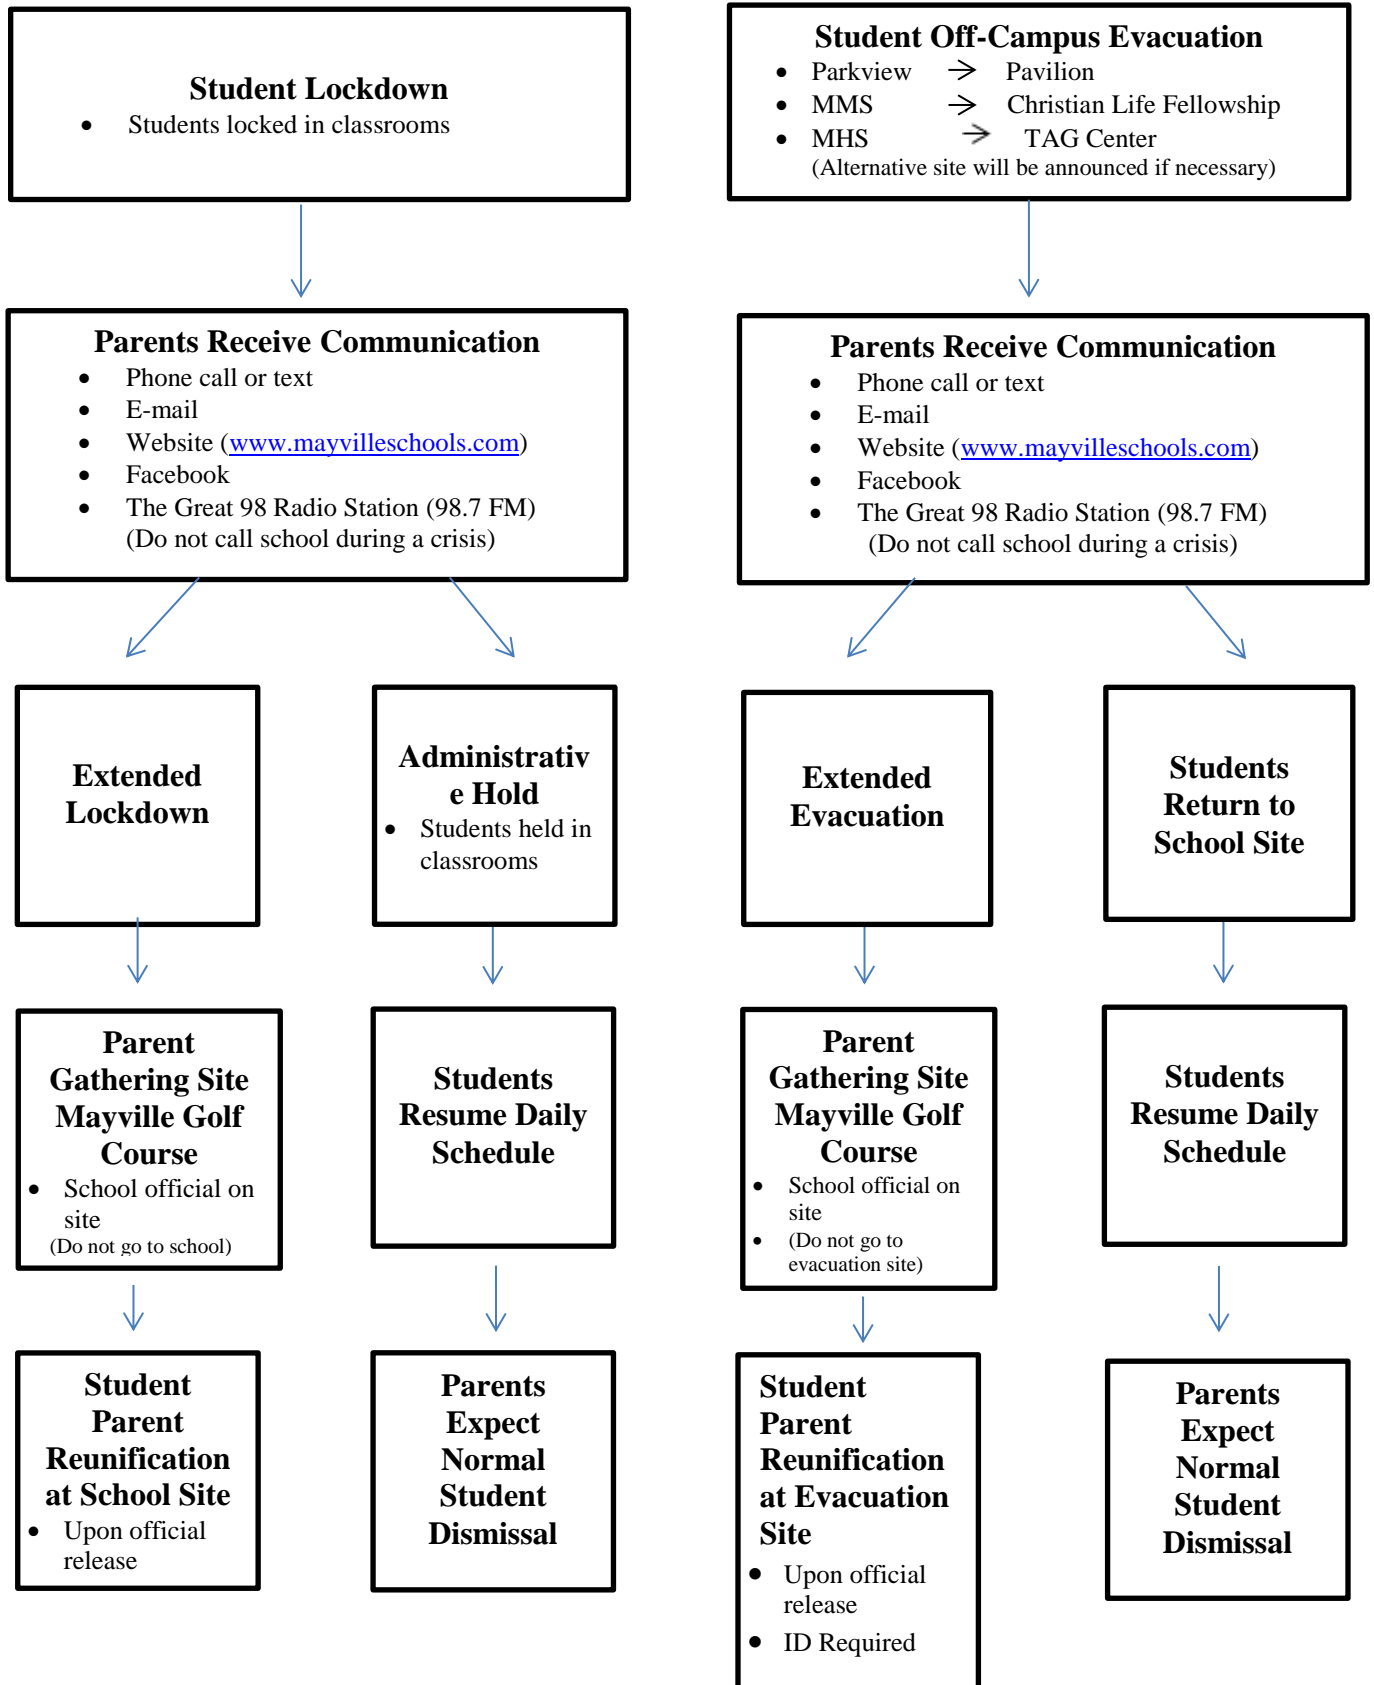 Student Lockdown
• Students locked in classrooms
Student Off-Campus Evacuation
• Parkview → Pavilion
• MMS → Christian Life Fellowship
• MHS → TAG Center
(Alternative site will be announced if necessary)
Parents Receive Communication
• Phone call or text
• E-mail
• Website (www.mayvilleschools.com)
• Facebook
• The Great 98 Radio Station (98.7 FM)
(Do not call school during a crisis)
Parents Receive Communication
• Phone call or text
• E-mail
• Website (www.mayvilleschools.com)
• Facebook
• The Great 98 Radio Station (98.7 FM)
(Do not call school during a crisis)
Extended
Lockdown
Administrativ
e Hold
• Students held in
classrooms
Extended
Evacuation
Students
Return to
School Site
Parent
Gathering Site
Mayville Golf
Course
• School official on
site
(Do not go to school)
Students
Resume Daily
Schedule
Parent
Gathering Site
Mayville Golf
Course
• School official on
site
• (Do not go to
evacuation site)
Students
Resume Daily
Schedule
Student
Parent
Reunification
at School Site
• Upon official
release
Parents
Expect
Normal
Student
Dismissal
Student
Parent
Reunification
at Evacuation
Site
• Upon official
release
• ID Required
Parents
Expect
Normal
Student
Dismissal